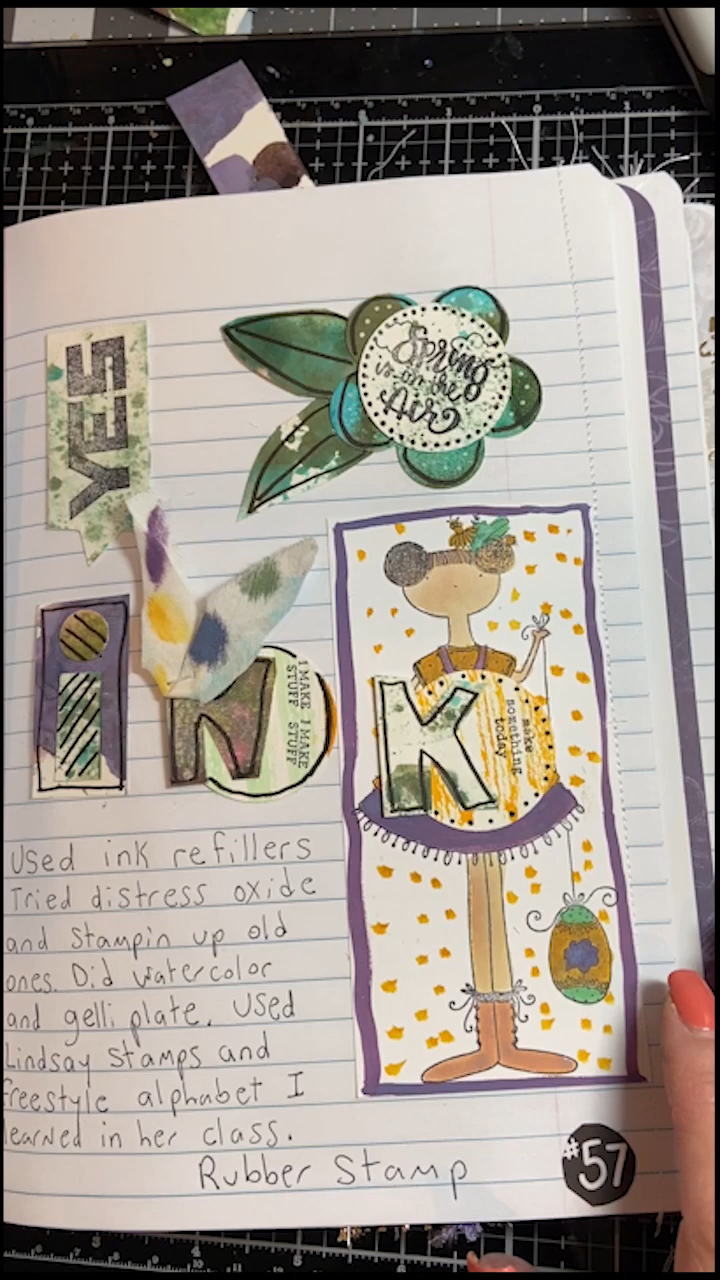 YES
Spring
is in the
Air
I MAKE I MAKE
STUFF STUFF
INK
make
something
today
Used ink refillers
Tried distress oxide
and Stampin up old
ones. Did watercolor
and gelli plate. Used
Lindsay Stamps and
freestyle alphabet I
learned in her class.
Rubber Stamp
#57